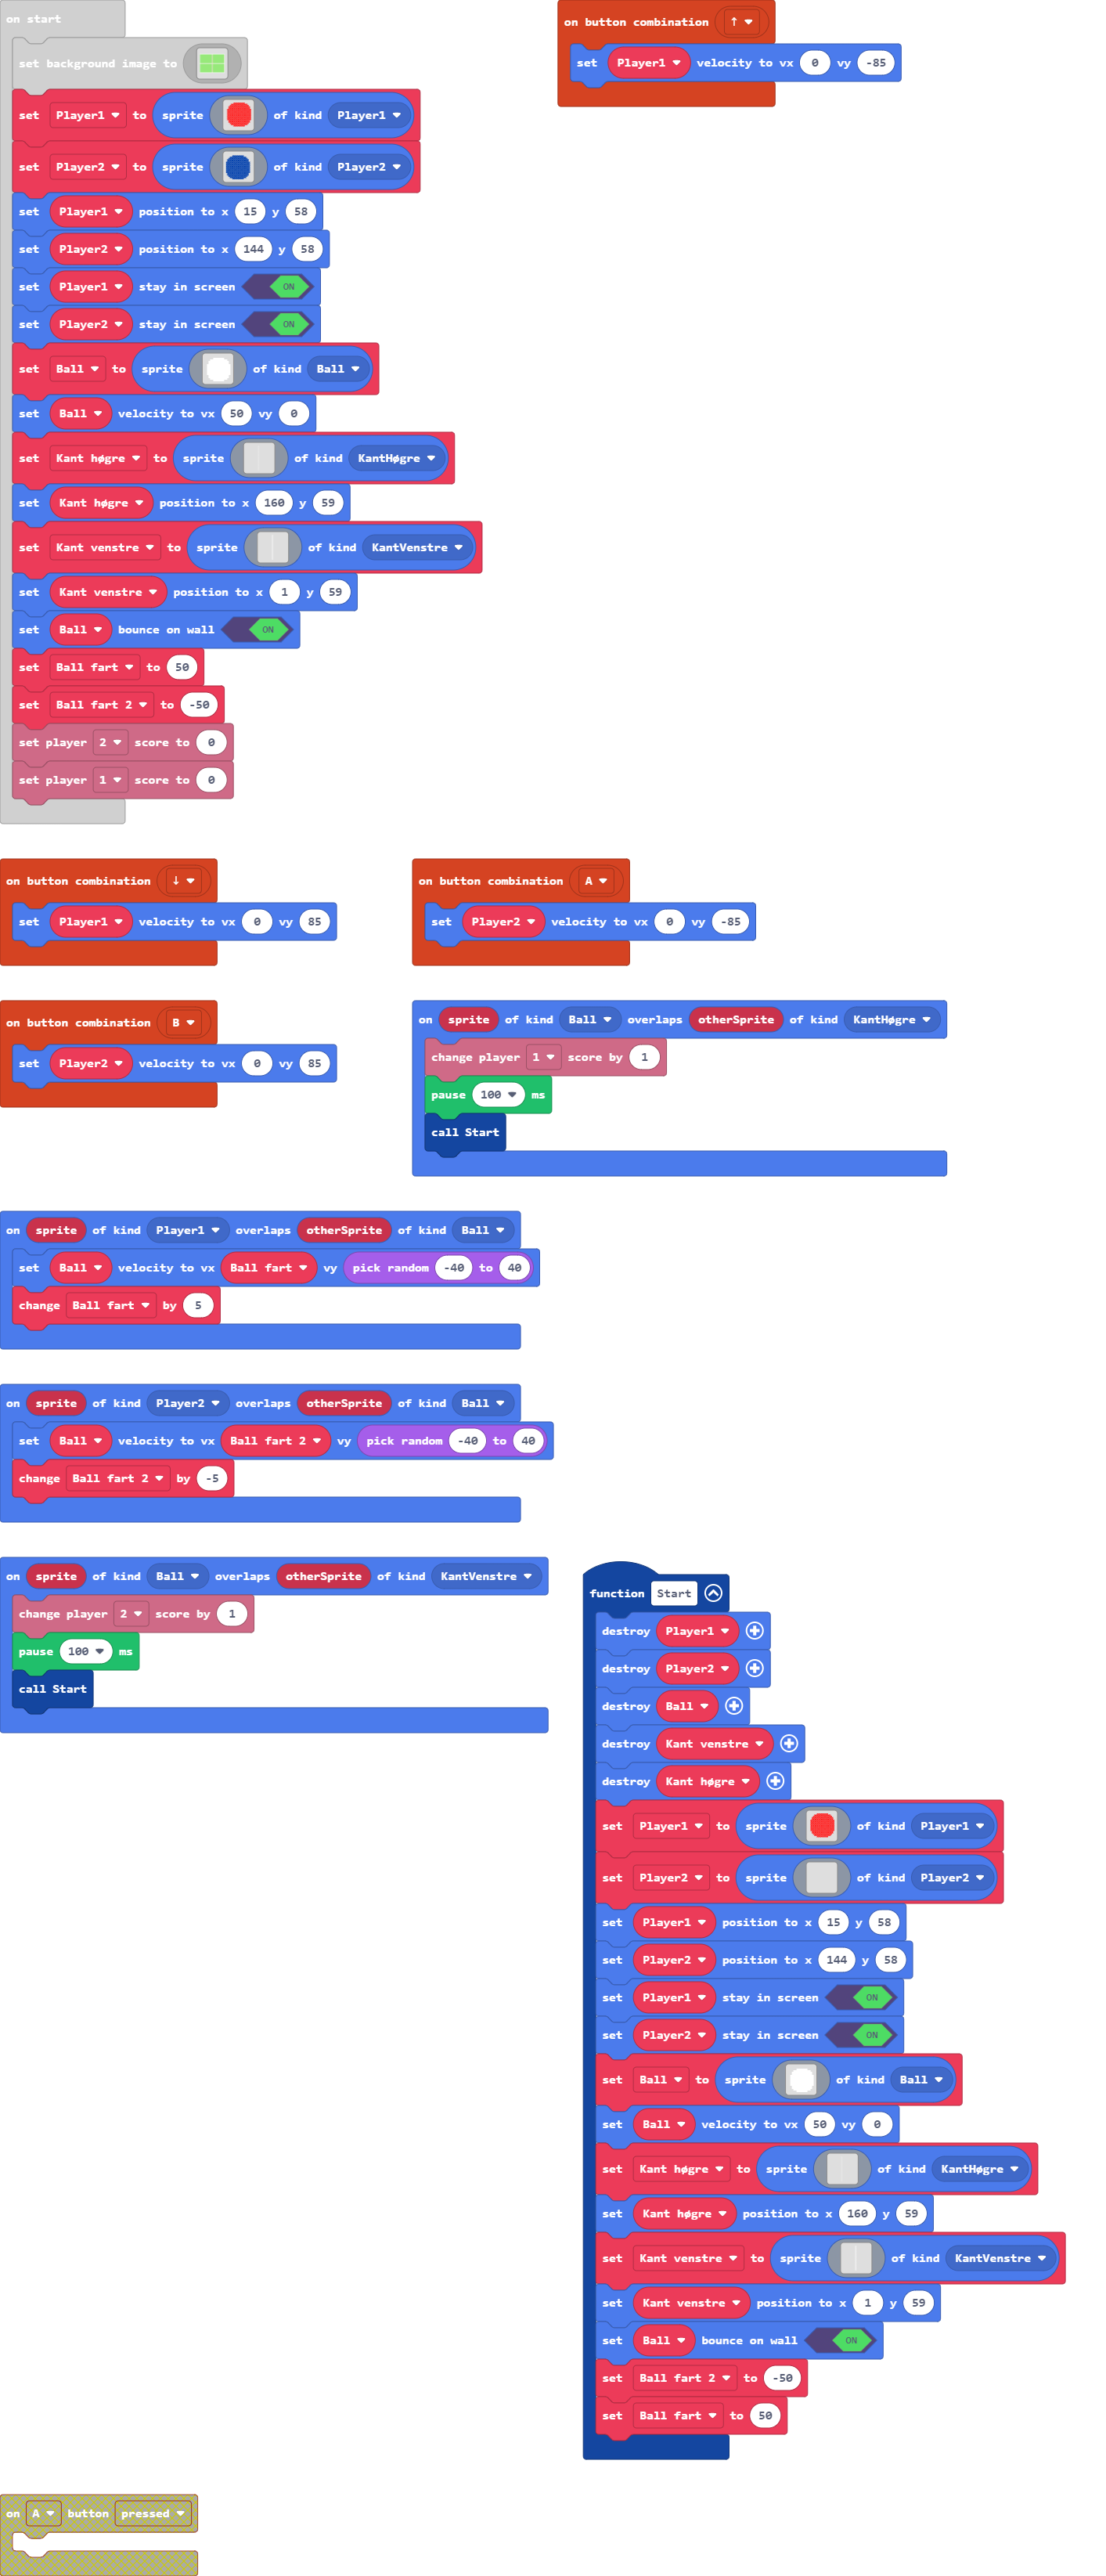 on start
set background image to
set Player1 to sprite of kind Player1
set Player2 to sprite of kind Player2
set Player1 position to x 15 y 58
set Player2 position to x 144 y 58
set Player1 stay in screen ON
set Player2 stay in screen ON
set Ball to sprite of kind Ball
set Ball velocity to vx 50 vy 0
set Kant høgre to sprite of kind KantHøgre
set Kant høgre position to x 160 y 59
set Kant venstre to sprite of kind KantVenstre
set Kant venstre position to x 1 y 59
set Ball bounce on wall ON
set Ball fart to 50
set Ball fart 2 to -50
set player 2 score to 0
set player 1 score to 0
on button combination ↑
set Player1 velocity to vx 0 vy -85
on button combination ↓
set Player1 velocity to vx 0 vy 85
on button combination A
set Player2 velocity to vx 0 vy -85
on button combination B
set Player2 velocity to vx 0 vy 85
on sprite of kind Ball overlaps otherSprite of kind KantHøgre
change player 1 score by 1
pause 100 ms
call Start
on sprite of kind Player1 overlaps otherSprite of kind Ball
set Ball velocity to vx Ball fart vy pick random -40 to 40
change Ball fart by 5
on sprite of kind Player2 overlaps otherSprite of kind Ball
set Ball velocity to vx Ball fart 2 vy pick random -40 to 40
change Ball fart 2 by -5
on sprite of kind Ball overlaps otherSprite of kind KantVenstre
change player 2 score by 1
pause 100 ms
call Start
function Start
destroy Player1
destroy Player2
destroy Ball
destroy Kant venstre
destroy Kant høgre
set Player1 to sprite of kind Player1
set Player2 to sprite of kind Player2
set Player1 position to x 15 y 58
set Player2 position to x 144 y 58
set Player1 stay in screen ON
set Player2 stay in screen ON
set Ball to sprite of kind Ball
set Ball velocity to vx 50 vy 0
set Kant høgre to sprite of kind KantHøgre
set Kant høgre position to x 160 y 59
set Kant venstre to sprite of kind KantVenstre
set Kant venstre position to x 1 y 59
set Ball bounce on wall ON
set Ball fart 2 to -50
set Ball fart to 50
on A button pressed